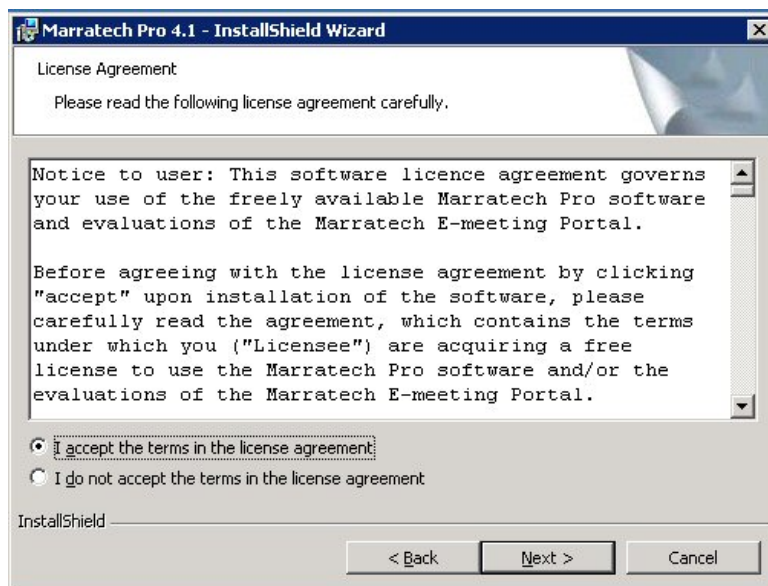 Marratech Pro 4.1 - InstallShield Wizard
License Agreement
Please read the following license agreement carefully.
Notice to user: This software licence agreement governs
your use of the freely available Marratech Pro software
and evaluations of the Marratech E-meeting Portal.
Before agreeing with the license agreement by clicking
"accept" upon installation of the software, please
carefully read the agreement, which contains the terms
under which you ("Licensee") are acquiring a free
license to use the Marratech Pro software and/or the
evaluations of the Marratech E-meeting Portal.
I accept the terms in the license agreement
I do not accept the terms in the license agreement
InstallShield
< Back Next > Cancel